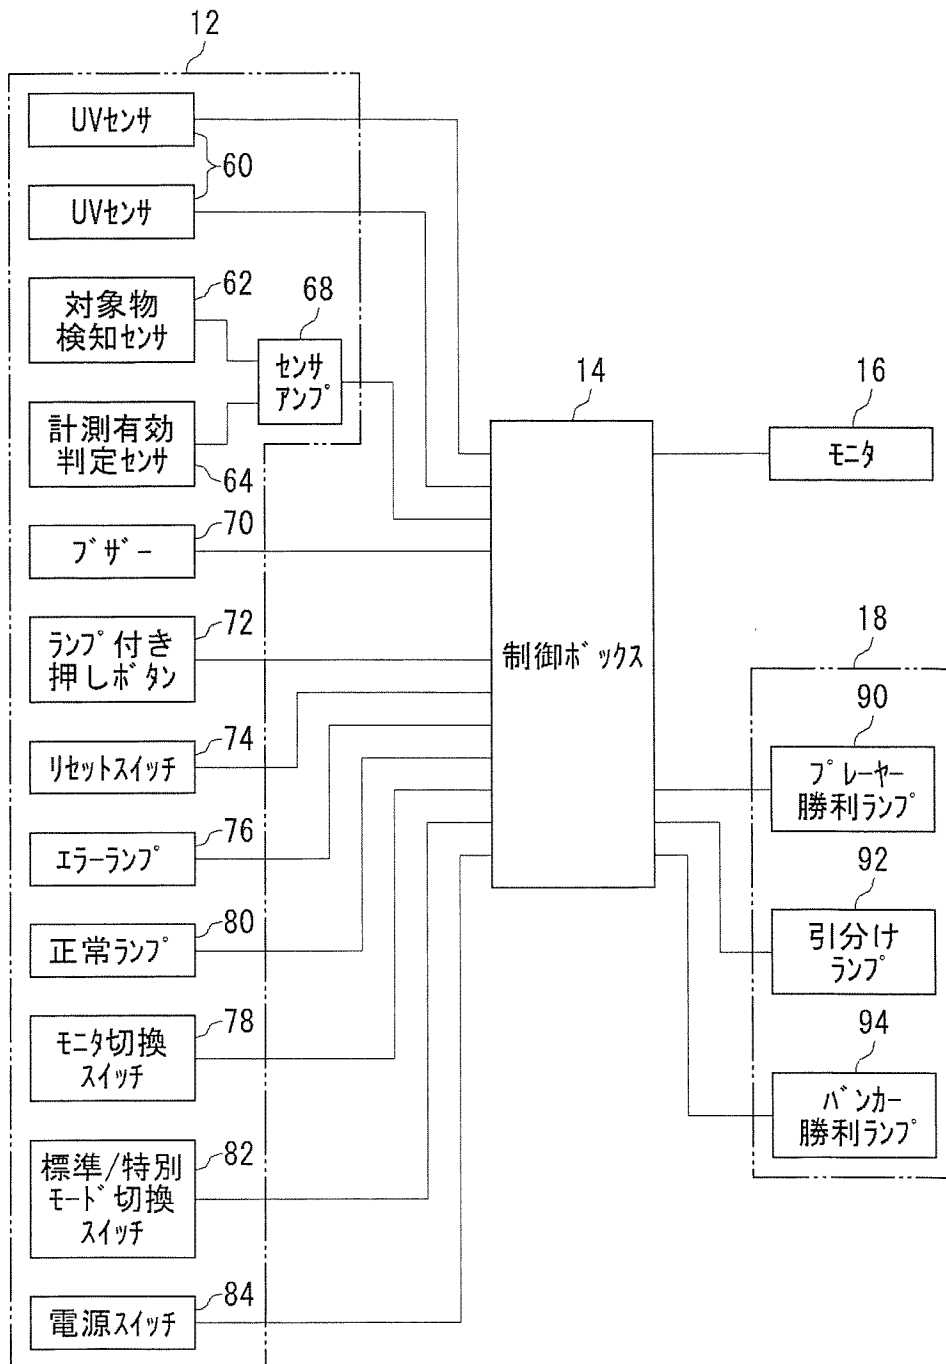 12
UVセンサ
60
UVセンサ
62
対象物
検知センサ
68
センサ
アンプ
計測有効
判定センサ
64
14
16
モニタ
70
ブザー
72
ランプ付き
押しボタン
制御ボックス
18
74
リセットスイッチ
90
プレーヤー
勝利ランプ
76
エラーランプ
92
引分け
ランプ
80
正常ランプ
78
モニタ切換
スイッチ
94
バンカー
勝利ランプ
82
標準/特別
モード切換
スイッチ
84
電源スイッチ